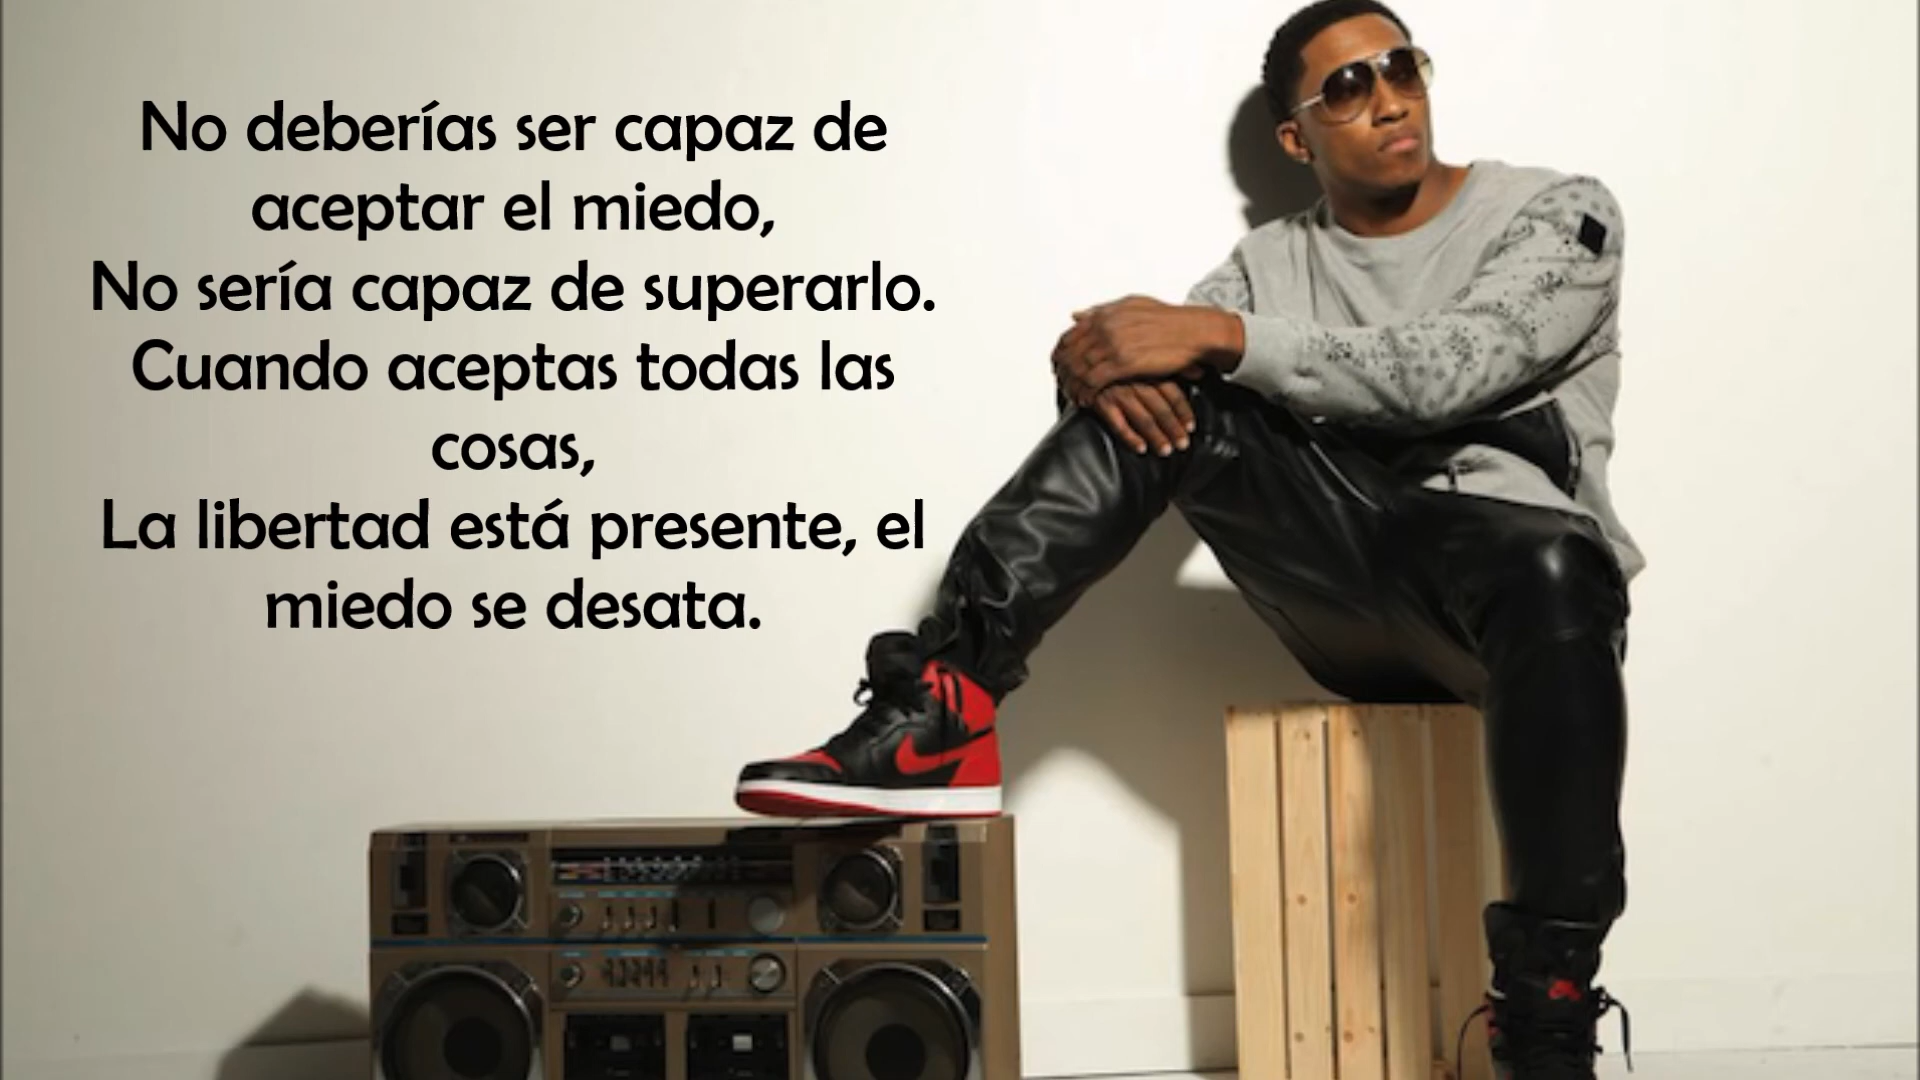 No deberías ser capaz de
aceptar el miedo,
No sería capaz de superarlo.
Cuando aceptas todas las
cosas,
La libertad está presente, el
miedo se desata.